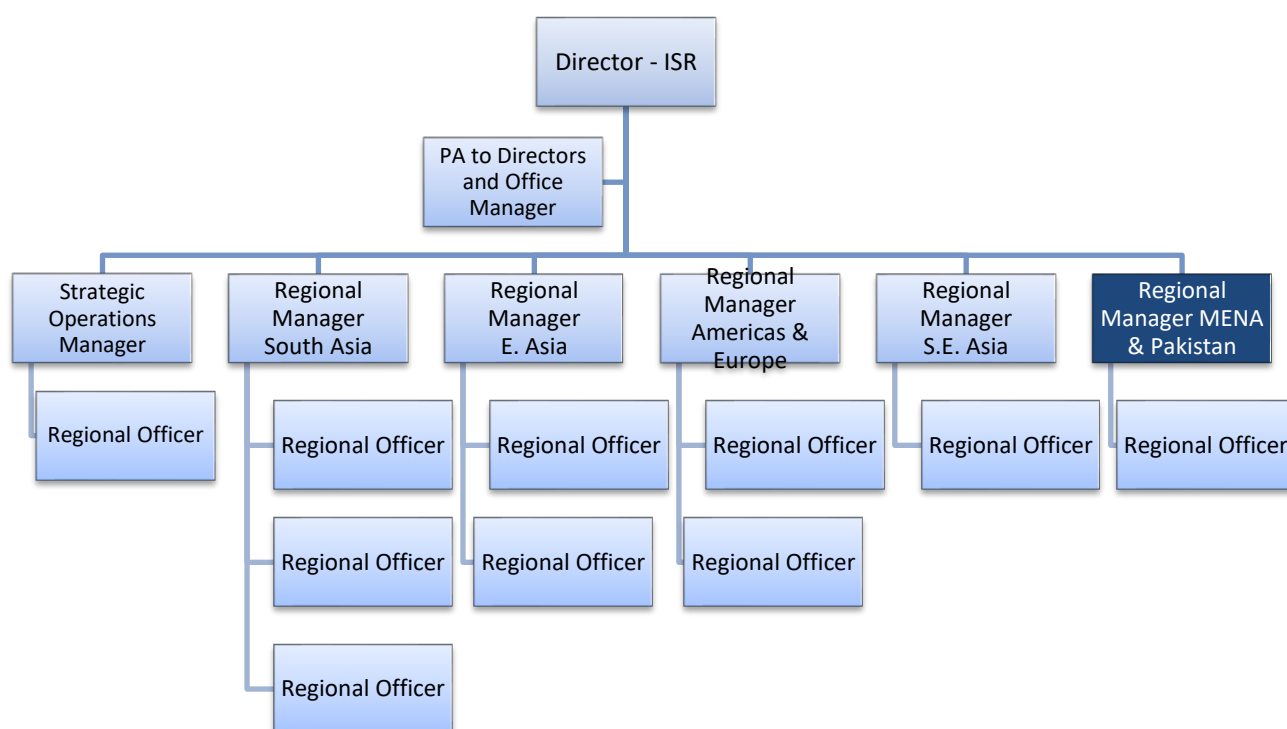 Director - ISR
PA to Directors
and Office
Manager
Strategic
Operations
Manager
Regional
Manager
South Asia
Regional
Manager
E. Asia
Regional
Manager
Americas &
Europe
Regional
Manager
S.E. Asia
Regional
Manager MENA
& Pakistan
Regional Officer
Regional Officer
Regional Officer
Regional Officer
Regional Officer
Regional Officer
Regional Officer
Regional Officer
Regional Officer
Regional Officer